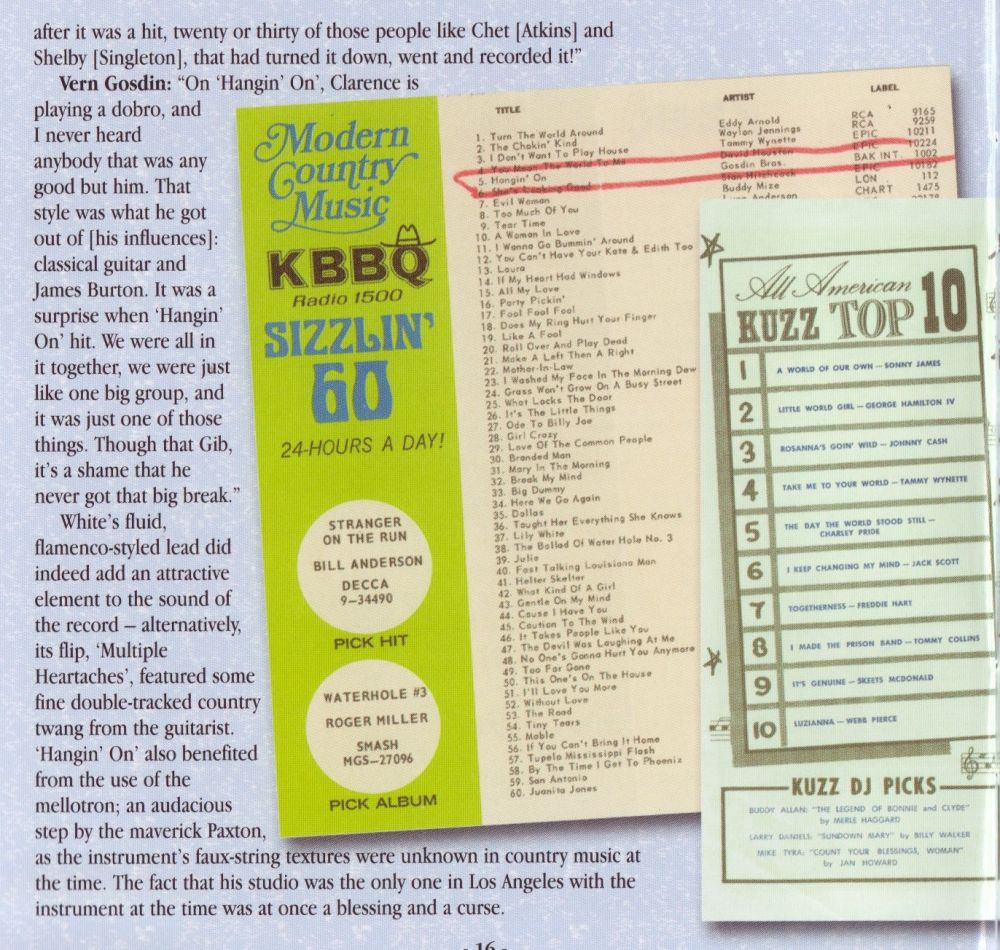 after it was a hit, twenty or thirty of those people like Chet [Atkins] and
Shelby [Singleton], that had turned it down, went and recorded it!”
Vern Gosdin: “On ‘Hangin’ On’, Clarence is
playing a dobro, and
I never heard
anybody that was any
good but him. That
style was what he got
out of [his influences]:
classical guitar and
James Burton. It was a
surprise when ‘Hangin’
On’ hit. We were all in
it together, we were just
like one big group, and
it was just one of those
things. Though that Gib,
it’s a shame that he
never got that big break.”
White’s fluid,
flamenco-styled lead did
indeed add an attractive
element to the sound of
the record – alternatively,
its flip, ‘Multiple
Heartaches’, featured some
fine double-tracked country
twang from the guitarist.
‘Hangin’ On’ also benefited
from the use of the
mellotron; an audacious
step by the maverick Paxton,
as the instrument’s faux-string textures were unknown in country music at
the time. The fact that his studio was the only one in Los Angeles with the
instrument at the time was at once a blessing and a curse.
- 16 -
Modern
Country
Music
KBBQ
Radio 1500
SIZZLIN’
60
24-HOURS A DAY!
STRANGER
ON THE RUN
BILL ANDERSON
DECCA
9–34490
PICK HIT
WATERHOLE #3
ROGER MILLER
SMASH
MGS–27096
PICK ALBUM
TITLE ARTIST LABEL
1. Turn The World Around Eddy Arnold RCA 9165
2. The Chokin' Kind Waylon Jennings RCA 9259
3. I Don't Want To Play House Tammy Wynette EPIC 10211
4. You Mean The World To Me David Houston EPIC 10224
5. Hangin' On Gosdin Bros. BAK INT. 1002
6. She's Looking Good Stan Hitchcock EPIC 10182
7. Evil Woman Buddy Mize LON 112
8. Too Much Of You CHART 1475
9. Tear Time
10. A Woman In Love
11. I Wanna Go Bummin' Around
12. You Can't Have Your Kate & Edith Too
13. Laura
14. If My Heart Had Windows
15. All My Love
16. Party Pickin'
17. Fool Fool Fool
18. Does My Ring Hurt Your Finger
19. Like A Fool
20. Roll Over And Play Dead
21. Make A Left Then A Right
22. Mother-In-Law
23. I Washed My Face In The Morning Dew
24. Grass Won't Grow On A Busy Street
25. What Locks The Door
26. It's The Little Things
27. Ode To Billy Joe
28. Girl Crazy
29. Love Of The Common People
30. Branded Man
31. Mary In The Morning
32. Break My Mind
33. Big Dummy
34. Here We Go Again
35. Dallas
36. Taught Her Everything She Knows
37. Lily White
38. The Ballad Of Water Hole No. 3
39. Julie
40. Fast Talking Louisiana Man
41. Helter Skelter
42. What Kind Of A Girl
43. Gentle On My Mind
44. Cause I Have You
45. Caution To The Wind
46. It Takes People Like You
47. The Devil Was Laughing At Me
48. No One's Gonna Hurt You Anymore
49. Too Far Gone
50. This One's On The House
51. I'll Love You More
52. Without Love
53. The Road
54. Tiny Tears
55. Mable
56. If You Can't Bring It Home
57. Tupelo Mississippi Flash
58. By The Time I Get To Phoeniz
59. San Antonio
60. Juanita Jones
All American
KUZZ TOP 10
1 A WORLD OF OUR OWN – SONNY JAMES
2 LITTLE WORLD GIRL – GEORGE HAMILTON IV
3 ROSANNA'S GOIN' WILD – JOHNNY CASH
4 TAKE ME TO YOUR WORLD – TAMMY WYNETTE
5 THE DAY THE WORLD STOOD STILL –
CHARLEY PRIDE
6 I KEEP CHANGING MY MIND – JACK SCOTT
7 TOGETHERNESS – FREDDIE HART
8 I MADE THE PRISON BAND – TOMMY COLLINS
9 IT'S GENUINE – SKEETS MCDONALD
10 LUZIANNA – WEBB PIERCE
KUZZ DJ PICKS
BUDDY ALLAN: "THE LEGEND OF BONNIE and CLYDE"
by MERLE HAGGARD
LARRY DANIELS: "SUNDOWN MARY" by BILLY WALKER
MIKE TYRA: "COUNT YOUR BLESSINGS, WOMAN"
by JAN HOWARD